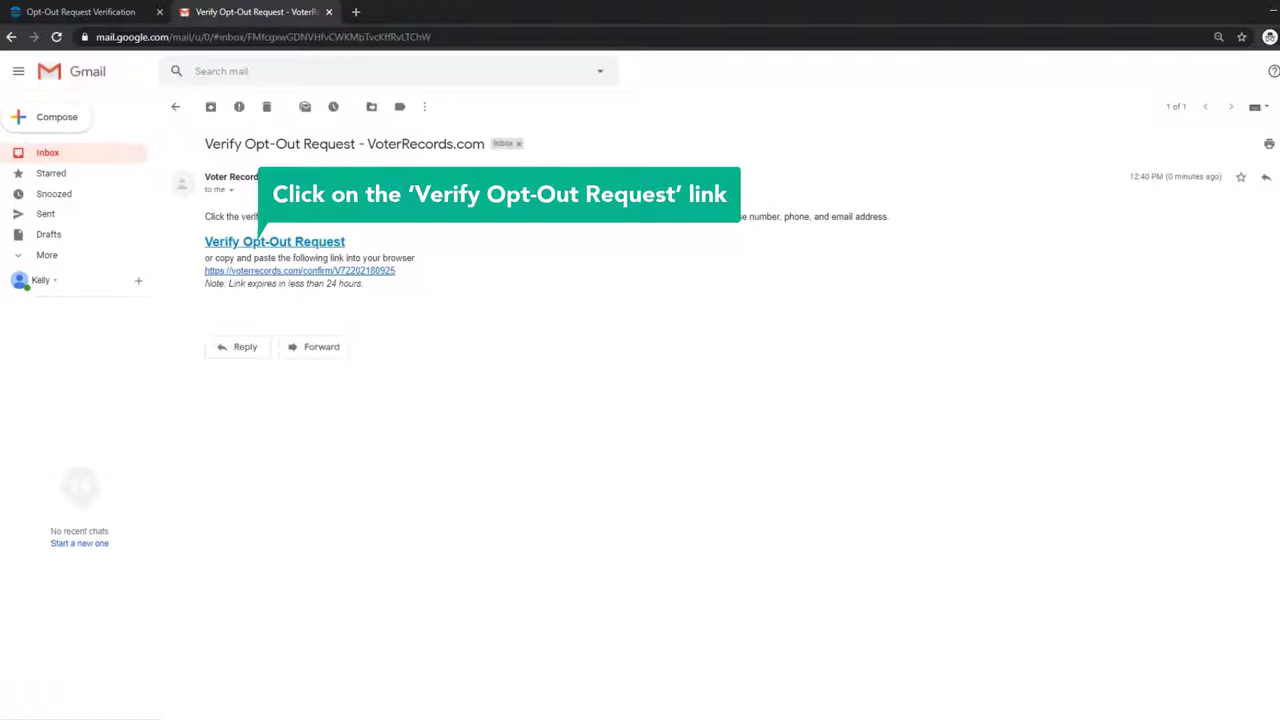 Opt-Out Request Verification
Verify Opt-Out Request - VoterRe
mail.google.com/mail/u/0/#inbox/FMfcgxwGDNVHfvCWKMbTvcKffRvLTChW
Gmail
Search mail
Compose
1 of 1
Inbox
Starred
Snoozed
Sent
Drafts
More
Kelly
Verify Opt-Out Request - VoterRecords.com Inbox x
Voter Record
12:40 PM (0 minutes ago)
to me
Click on the ‘Verify Opt-Out Request’ link
Click the verif
e number, phone, and email address.
Verify Opt-Out Request
or copy and paste the following link into your browser
https://voterrecords.com/confirm/V72202180925
Note: Link expires in less than 24 hours.
Reply
Forward
No recent chats
Start a new one